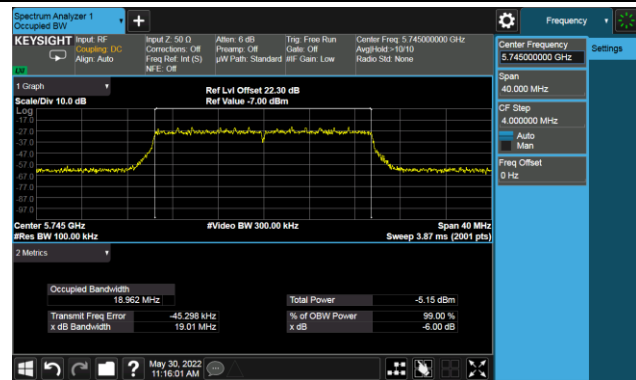 Spectrum Analyzer 1
Occupied BW
Frequency
KEYSIGHT
Input: RF
Coupling: DC
Align: Auto
Input Z: 50 Ω
Corrections: Off
Freq Ref: Int (S)
NFE: Off
Atten: 6 dB
Preamp: Off
µW Path: Standard
Trig: Free Run
Gate: Off
#IF Gain: Low
Center Freq: 5.745000000 GHz
Avg|Hold:>10/10
Radio Std: None
LW
Center Frequency
5.745000000 GHz
Settings
Span
40.000 MHz
CF Step
4.000000 MHz
Auto
Man
Freq Offset
0 Hz
1 Graph
Scale/Div 10.0 dB
Ref Lvl Offset 22.30 dB
Ref Value -7.00 dBm
Log
-17.0
-27.0
-37.0
-47.0
-57.0
-67.0
-77.0
-87.0
-97.0
Center 5.745 GHz
#Res BW 100.00 kHz
#Video BW 300.00 kHz
Span 40 MHz
Sweep 3.87 ms (2001 pts)
2 Metrics
Occupied Bandwidth
18.962 MHz
Total Power -5.15 dBm
Transmit Freq Error -45.298 kHz
% of OBW Power 99.00 %
x dB Bandwidth 19.01 MHz
x dB -6.00 dB
?
May 30, 2022
11:16:01 AM